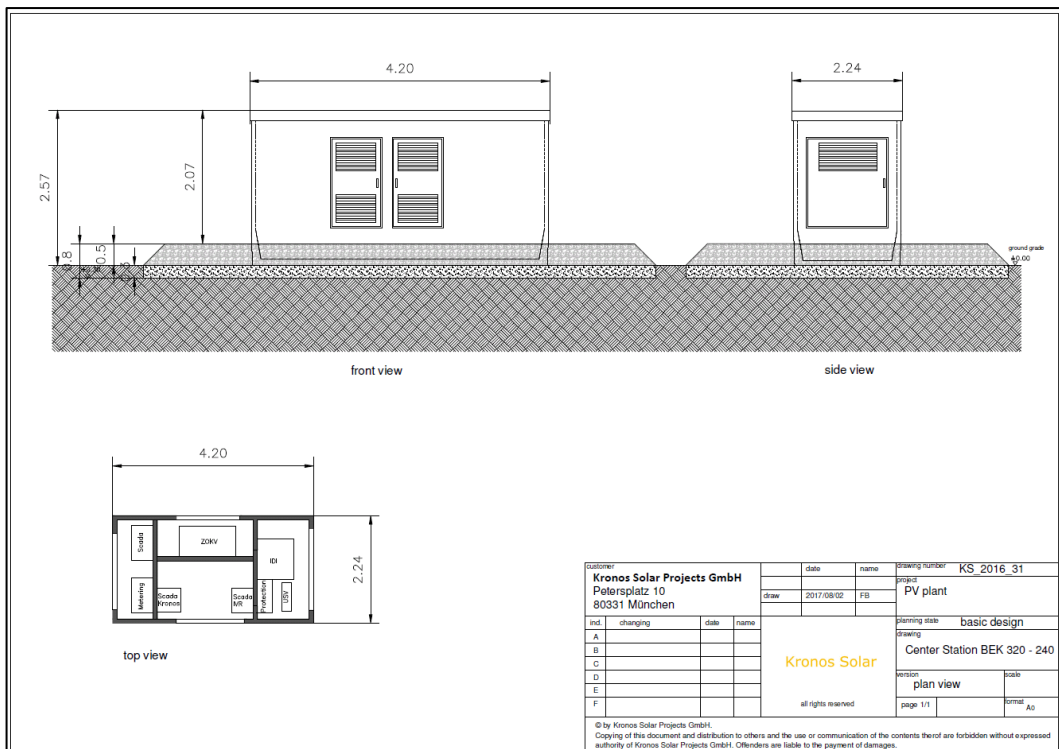 4.20
2.24
2.57
2.07
0.8
0.5
ground grade
±0.00
front view
side view
4.20
2.24
Scada
ZOKV
IDI
Metering
Scada
Kronos
Scada
MR
Protection
USV
top view
customer
Kronos Solar Projects GmbH
Petersplatz 10
80331 München
date name
draw 2017/08/02 FB
drawing number KS_2016_31
project
PV plant
ind. changing date name
A
B
C
D
E
F
Kronos Solar
all rights reserved
planning state basic design
drawing
Center Station BEK 320 - 240
version
plan view
scale
page 1/1
format A0
© by Kronos Solar Projects GmbH.
Copying of this document and distribution to others and the use or communication of the contents therof are forbidden without expressed
authority of Kronos Solar Projects GmbH. Offenders are liable to the payment of damages.